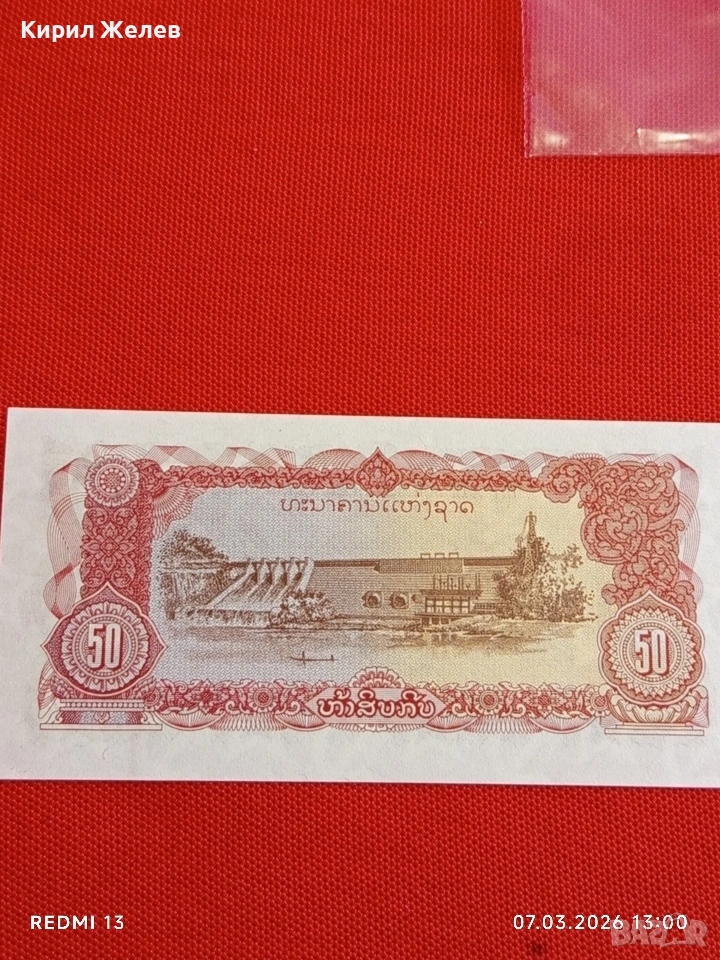 Кирил Желев
ທະນາຄານແຫ່ງຊາດ
50
50
ຫ້າສິບກີບ
REDMI 13
07.03.2026 13:00
BAZAR